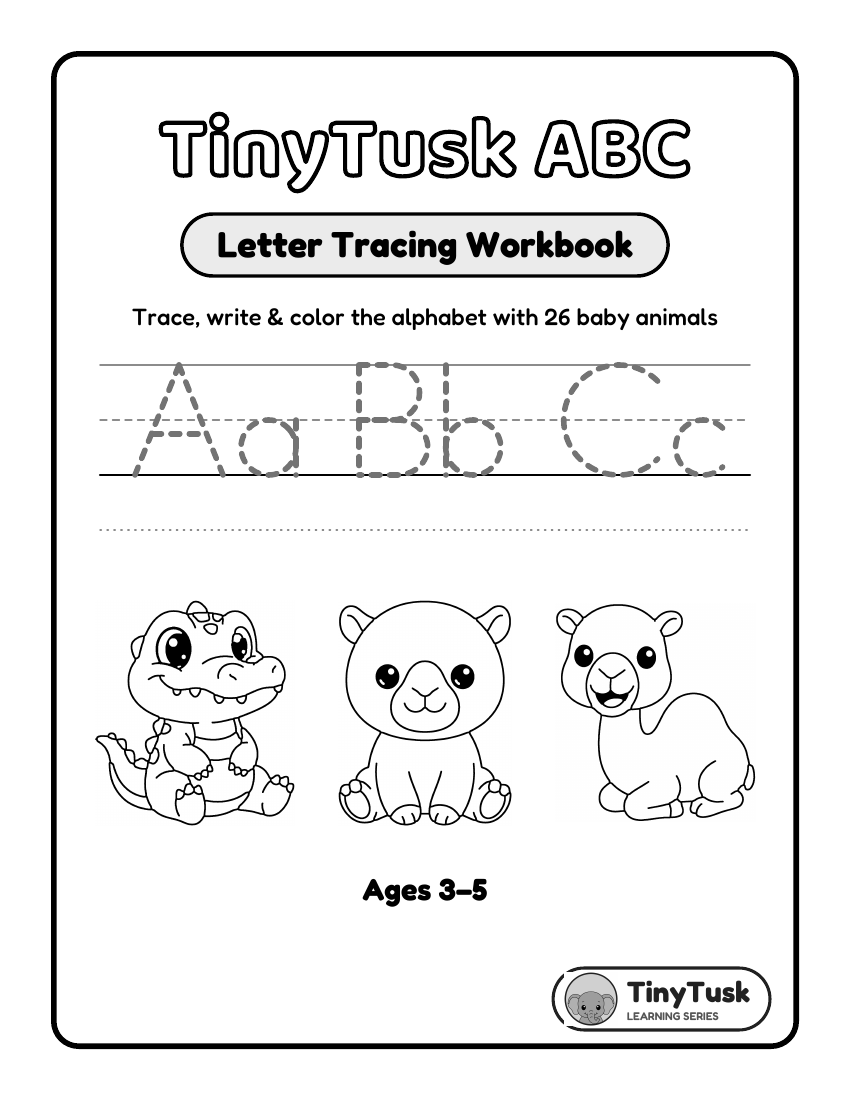 TinyTusk ABC
Letter Tracing Workbook
Trace, write & color the alphabet with 26 baby animals
Aa Bb Cc
Ages 3–5
TinyTusk
LEARNING SERIES